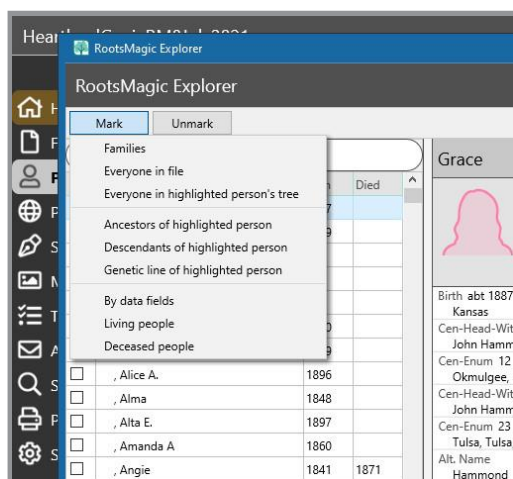 RootsMagic Explorer
RootsMagic Explorer
Mark Unmark
Families
Everyone in file
Everyone in highlighted person's tree
Ancestors of highlighted person
Descendants of highlighted person
Genetic line of highlighted person
By data fields
Living people
Deceased people
Died
, Alice A. 1896
, Alma 1848
, Alta E. 1897
, Amanda A 1860
, Angie 1841 1871
Grace
Birth abt 1887
Kansas
Cen-Head-Wit
John Hamm
Cen-Enum 12
Okmulgee,
Cen-Head-Wit
John Hamm
Cen-Enum 23
Tulsa, Tulsa,
Alt. Name
Hammond